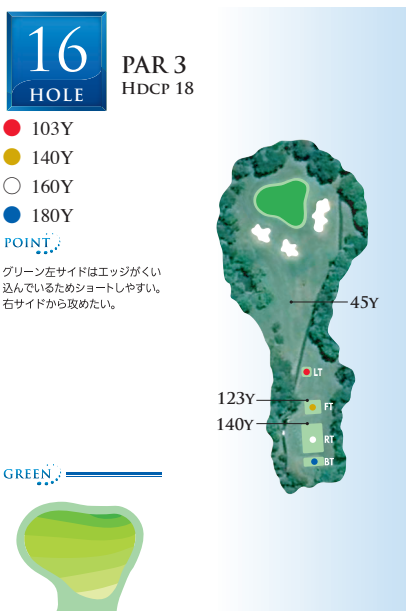 16
HOLE
PAR 3
HDCP 18
103Y
140Y
160Y
180Y
POINT
グリーン左サイドはエッジがくい
込んでいるためショートしやすい。
右サイドから攻めたい。
45Y
LT
123Y
FT
140Y
RT
BT
GREEN